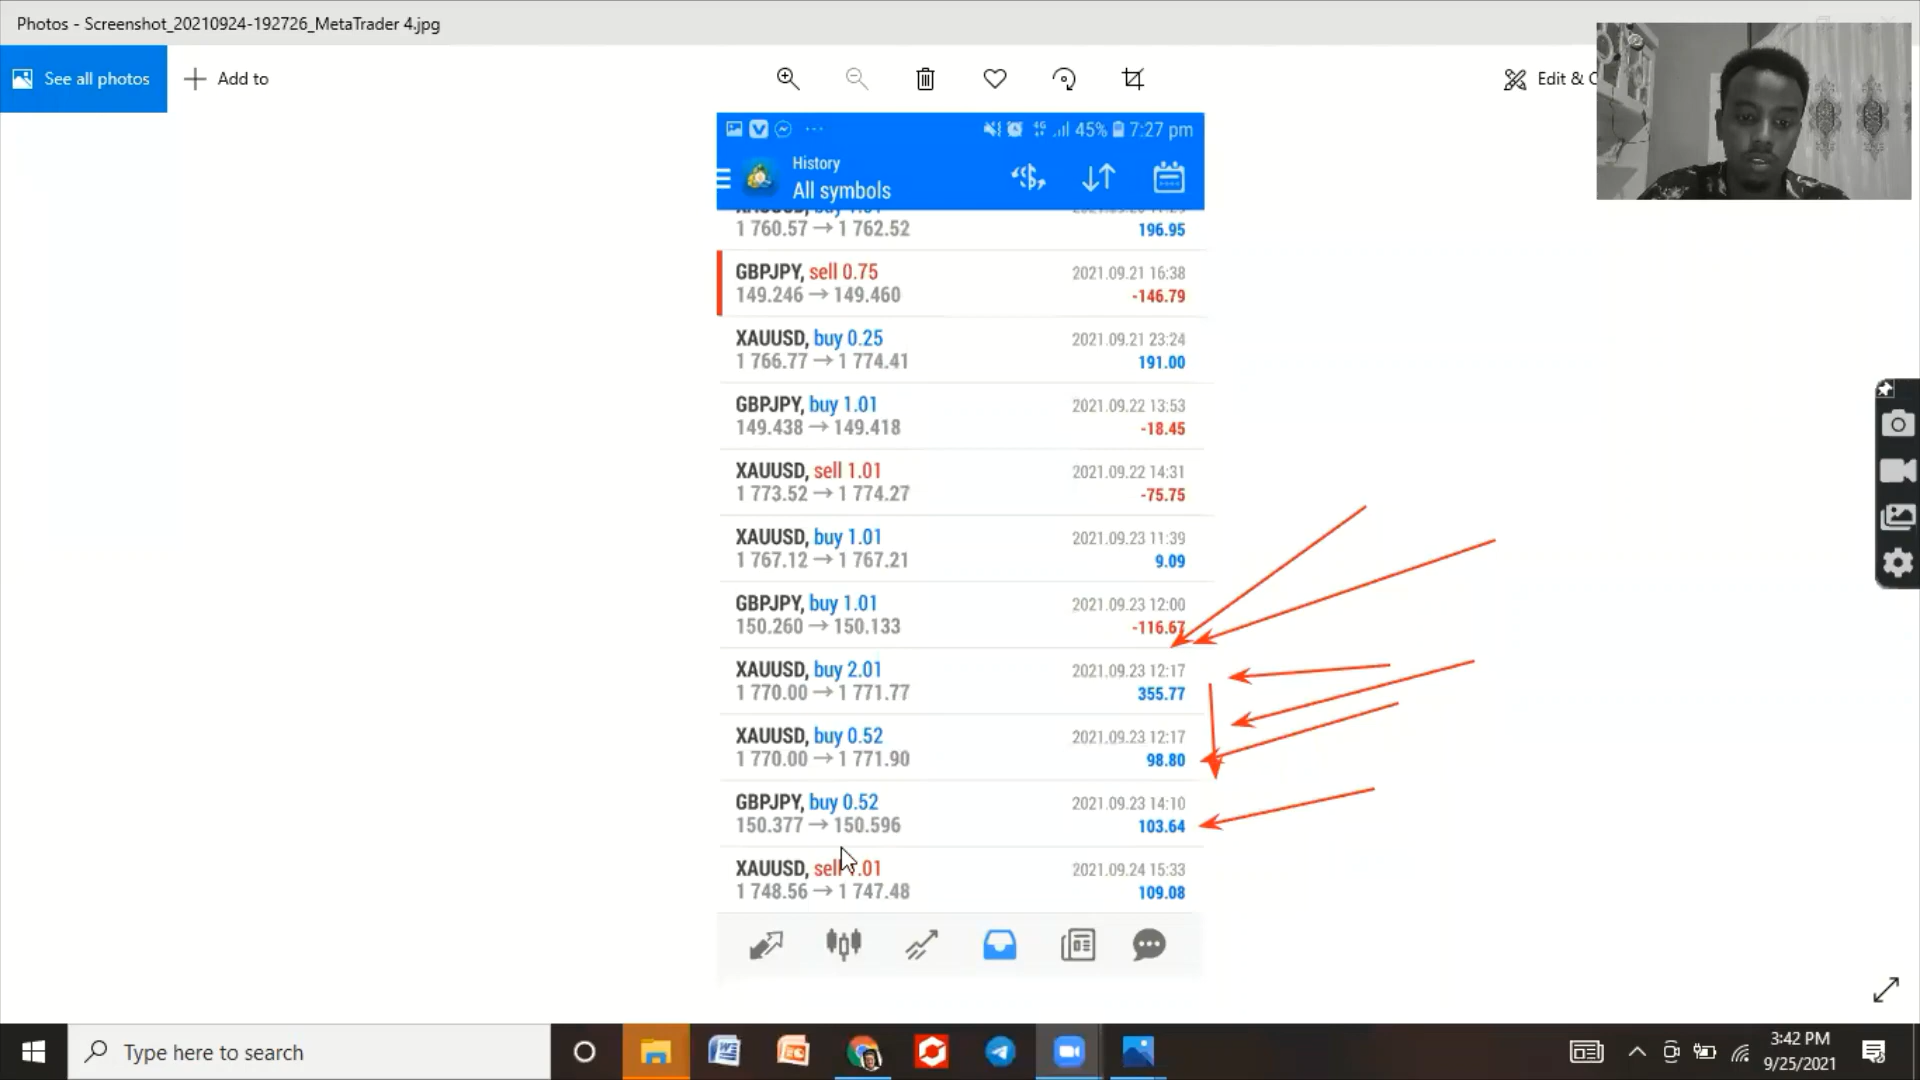 Photos - Screenshot_20210924-192726_MetaTrader 4.jpg
See all photos
Add to
Edit & C
4G 45% 7:27 pm
History
All symbols
1 760.57 → 1 762.52 196.95
GBPJPY, sell 0.75 2021.09.21 16:38
149.246 → 149.460 -146.79
XAUUSD, buy 0.25 2021.09.21 23:24
1 766.77 → 1 774.41 191.00
GBPJPY, buy 1.01 2021.09.22 13:53
149.438 → 149.418 -18.45
XAUUSD, sell 1.01 2021.09.22 14:31
1 773.52 → 1 774.27 -75.75
XAUUSD, buy 1.01 2021.09.23 11:39
1 767.12 → 1 767.21 9.09
GBPJPY, buy 1.01 2021.09.23 12:00
150.260 → 150.133 -116.67
XAUUSD, buy 2.01 2021.09.23 12:17
1 770.00 → 1 771.77 355.77
XAUUSD, buy 0.52 2021.09.23 12:17
1 770.00 → 1 771.90 98.80
GBPJPY, buy 0.52 2021.09.23 14:10
150.377 → 150.596 103.64
XAUUSD, sell 1.01 2021.09.24 15:33
1 748.56 → 1 747.48 109.08
Type here to search
3:42 PM
9/25/2021